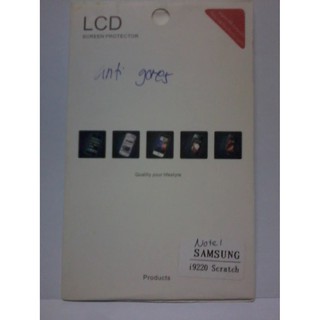 LCD
SCREEN PROTECTOR
anti gores
Quality your lifestyle
Note.1
SAMSUNG
i9220 Scratch
Products